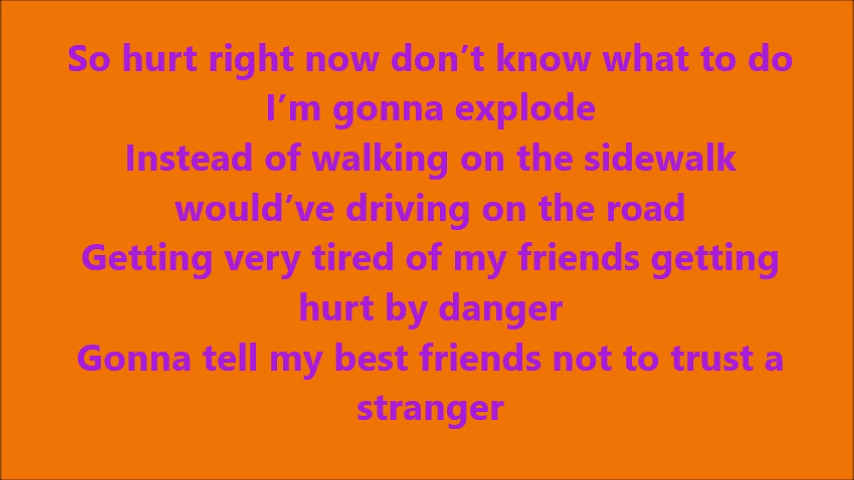 So hurt right now don’t know what to do
I’m gonna explode
Instead of walking on the sidewalk
would’ve driving on the road
Getting very tired of my friends getting
hurt by danger
Gonna tell my best friends not to trust a
stranger